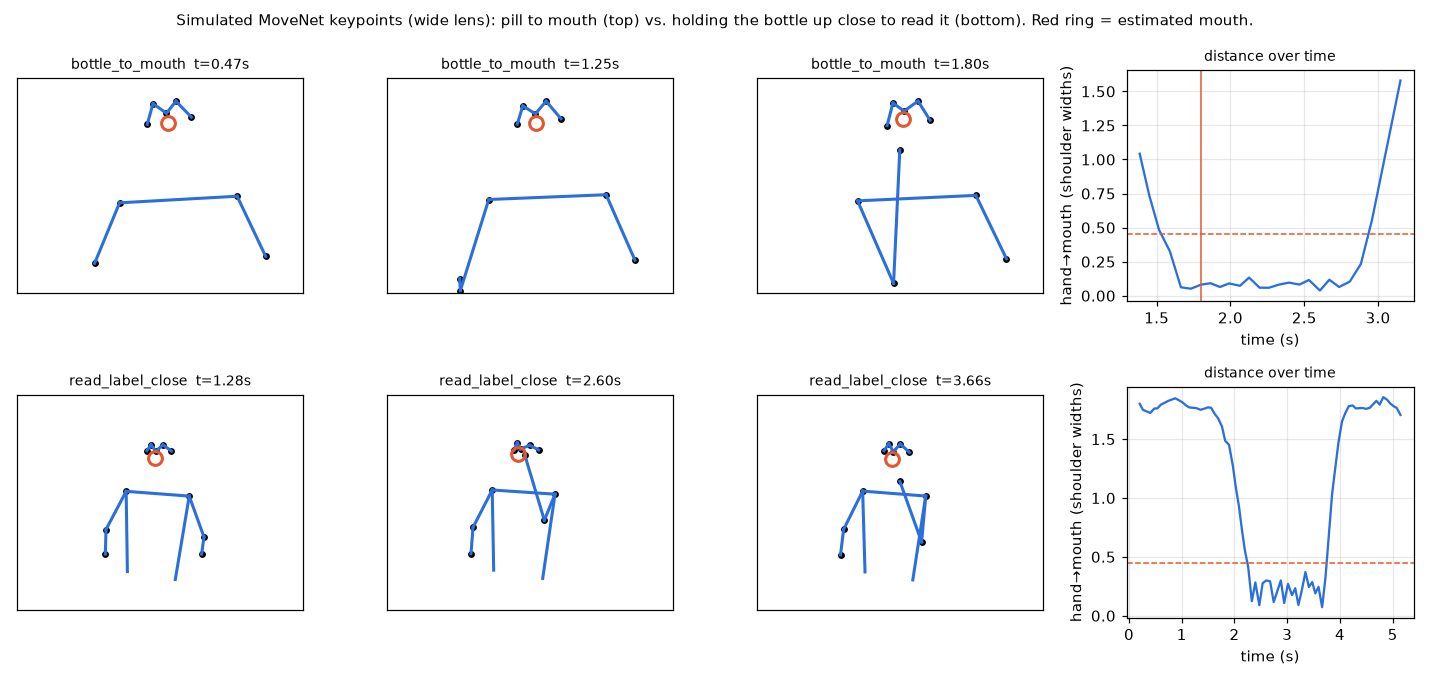 Simulated MoveNet keypoints (wide lens): pill to mouth (top) vs. holding the bottle up close to read it (bottom). Red ring = estimated mouth.
bottle_to_mouth t=0.47s
bottle_to_mouth t=1.25s
bottle_to_mouth t=1.80s
distance over time
hand→mouth (shoulder widths)
1.50
1.25
1.00
0.75
0.50
0.25
0.00
1.5 2.0 2.5 3.0
time (s)
read_label_close t=1.28s
read_label_close t=2.60s
read_label_close t=3.66s
distance over time
hand→mouth (shoulder widths)
1.5
1.0
0.5
0.0
0 1 2 3 4 5
time (s)